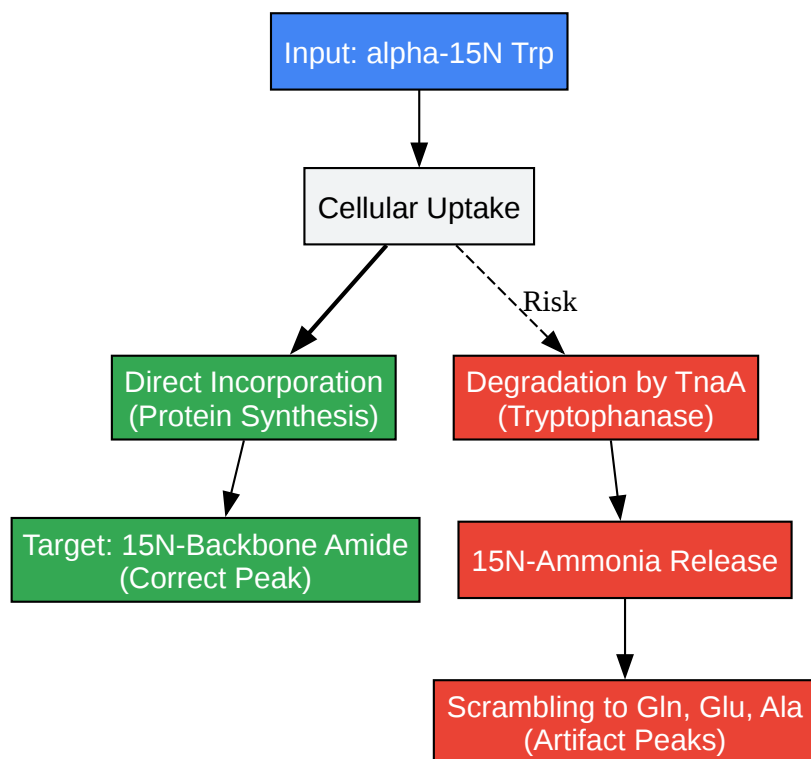 Input: alpha-15N Trp
Cellular Uptake
Risk
Direct Incorporation
(Protein Synthesis)
Degradation by TnaA
(Tryptophanase)
Target: 15N-Backbone Amide
(Correct Peak)
15N-Ammonia Release
Scrambling to Gln, Glu, Ala
(Artifact Peaks)